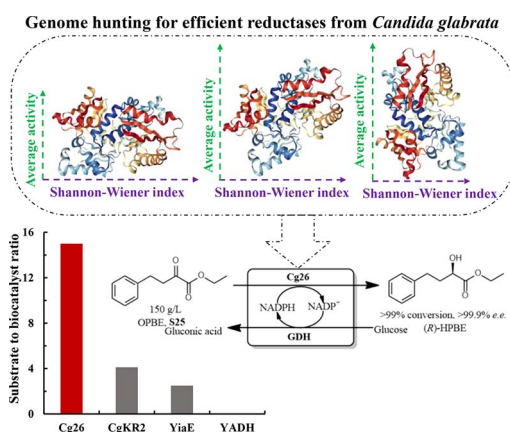 Genome hunting for efficient reductases from Candida glabrata
Average activity
Shannon-Wiener index
Average activity
Shannon-Wiener index
Average activity
Shannon-Wiener index
Substrate to biocatalyst ratio
16
12
8
4
0
Cg26
CgKR2
YiaE
YADH
O
O
O
150 g/L
OPBE, S25
Gluconic acid
Cg26
NADPH
NADP+
GDH
OH
O
O
>99% conversion, >99.9% e.e.
Glucose
(R)-HPBE